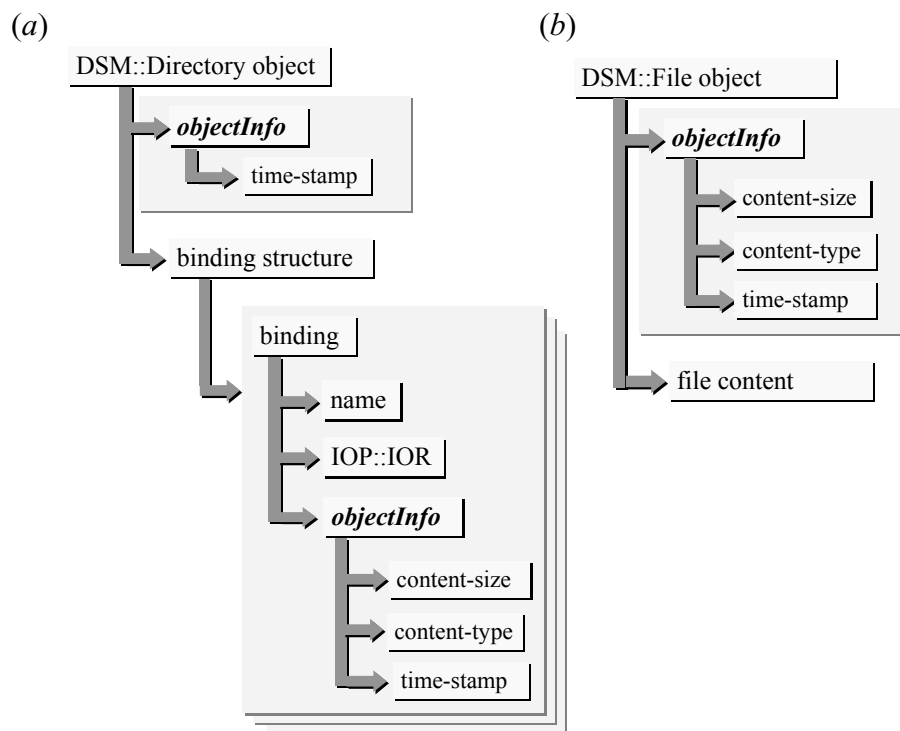 (a)
DSM::Directory object
objectInfo
time-stamp
binding structure
binding
name
IOP::IOR
objectInfo
content-size
content-type
time-stamp
(b)
DSM::File object
objectInfo
content-size
content-type
time-stamp
file content